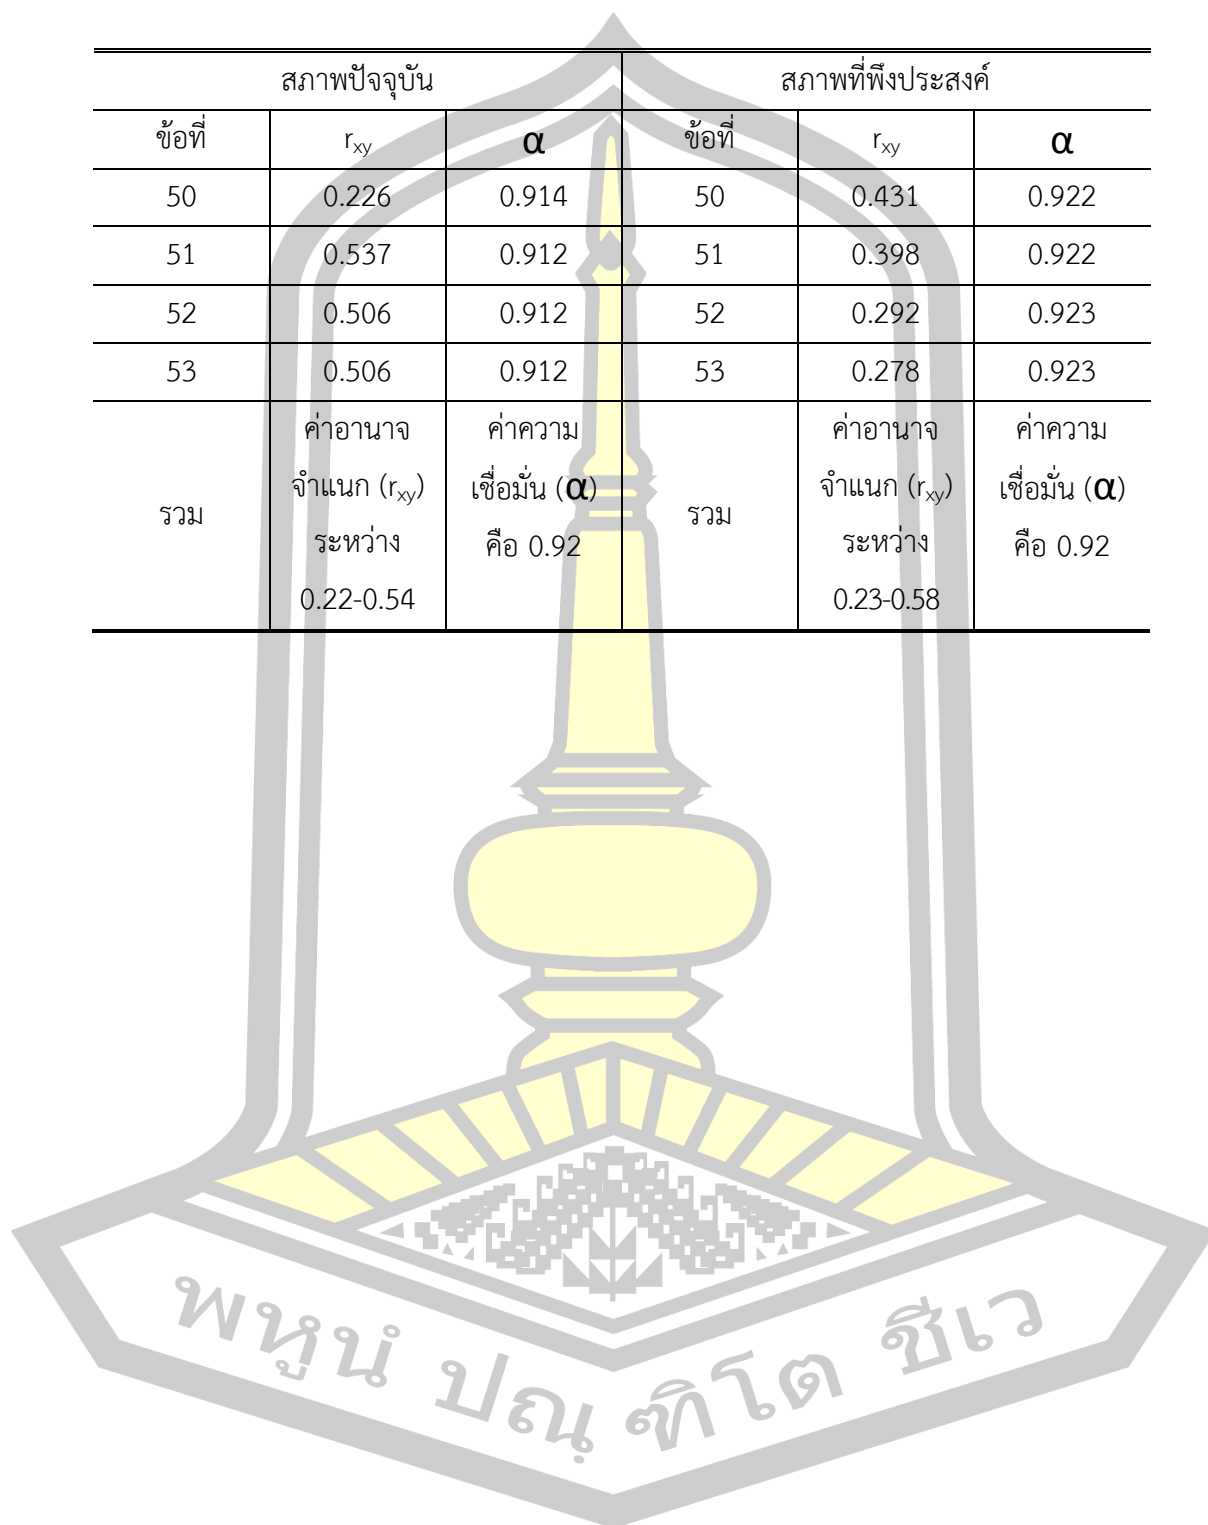 สภาพปัจจุบัน สภาพที่พึงประสงค์
ข้อที่ rxy α ข้อที่ rxy α
50 0.226 0.914 50 0.431 0.922
51 0.537 0.912 51 0.398 0.922
52 0.506 0.912 52 0.292 0.923
53 0.506 0.912 53 0.278 0.923
รวม
ค่าอำนาจ
จำแนก (rxy)
ระหว่าง
0.22-0.54
ค่าความ
เชื่อมั่น (α)
คือ 0.92
รวม
ค่าอำนาจ
จำแนก (rxy)
ระหว่าง
0.23-0.58
ค่าความ
เชื่อมั่น (α)
คือ 0.92
พหูนํ ปณฺฑิโต ชีเว